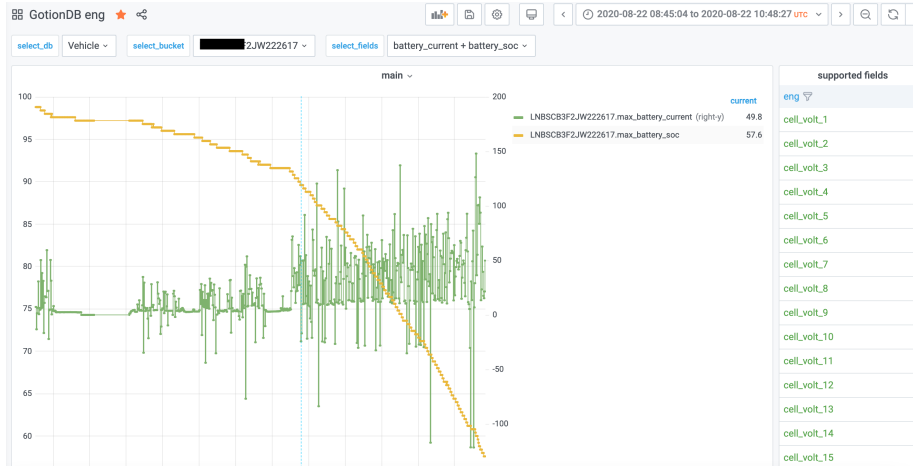 GotionDB eng
2020-08-22 08:45:04 to 2020-08-22 10:48:27 UTC
select_db Vehicle select_bucket F2JW222617 select_fields battery_current + battery_soc
main
supported fields
100 200
current
eng
LNBSCB3F2JW222617.max_battery_current (right-y) 49.8
cell_volt_1
95
LNBSCB3F2JW222617.max_battery_soc 57.6
cell_volt_2
150
cell_volt_3
90
cell_volt_4
100
cell_volt_5
85
cell_volt_6
80 50
cell_volt_7
cell_volt_8
75 0
cell_volt_9
cell_volt_10
70
cell_volt_11
-50
cell_volt_12
65
cell_volt_13
-100
60
cell_volt_14
cell_volt_15